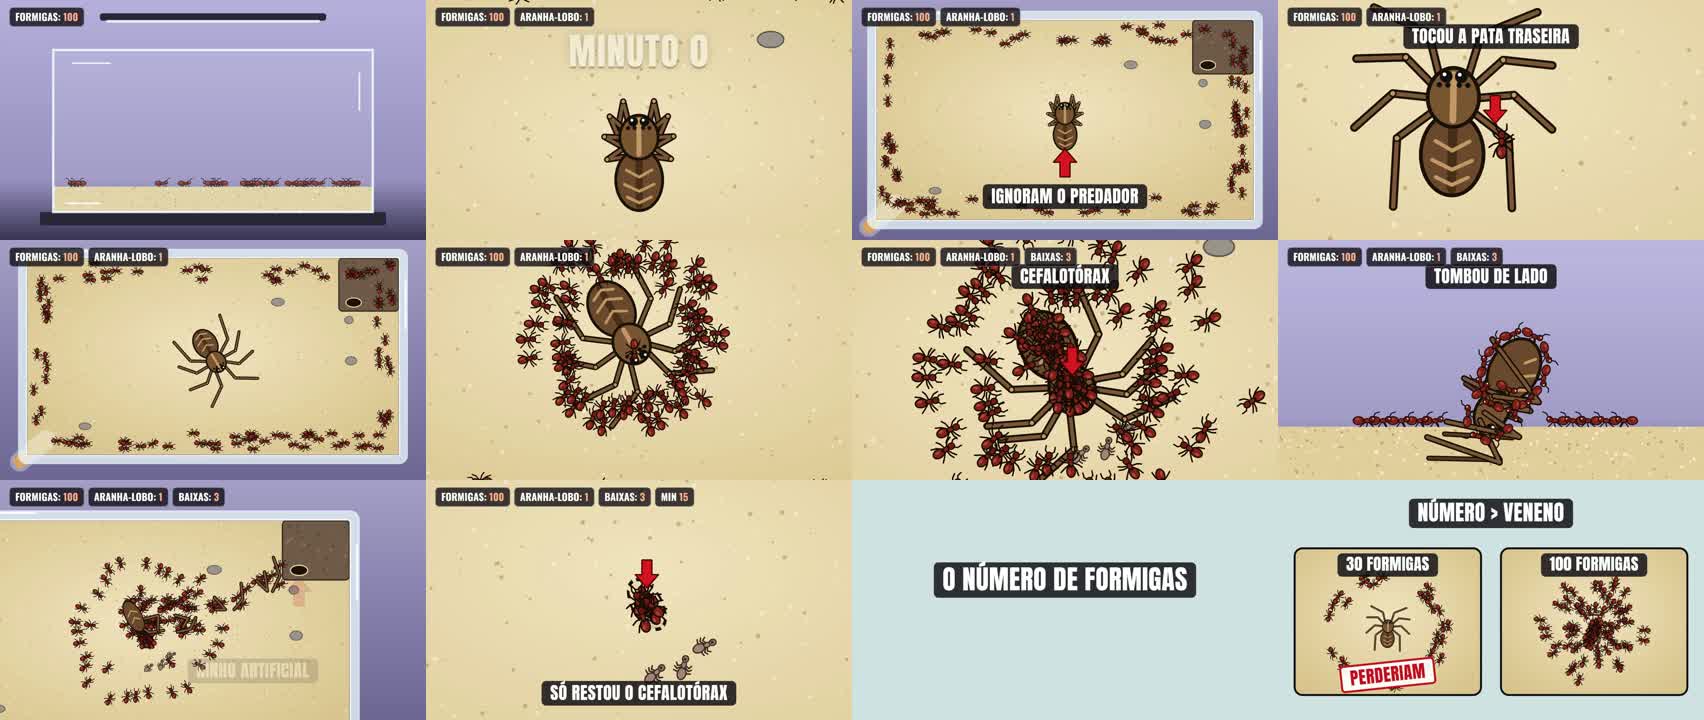 FORMIGAS: 100
FORMIGAS: 100 ARANHA-LOBO: 1
MINUTO 0
FORMIGAS: 100 ARANHA-LOBO: 1
IGNORAM O PREDADOR
FORMIGAS: 100 ARANHA-LOBO: 1
TOCOU A PATA TRASEIRA
FORMIGAS: 100 ARANHA-LOBO: 1
FORMIGAS: 100 ARANHA-LOBO: 1
FORMIGAS: 100 ARANHA-LOBO: 1 BAIXAS: 3
CEFALOTÓRAX
FORMIGAS: 100 ARANHA-LOBO: 1 BAIXAS: 3
TOMBOU DE LADO
FORMIGAS: 100 ARANHA-LOBO: 1 BAIXAS: 3
NINHO ARTIFICIAL
FORMIGAS: 100 ARANHA-LOBO: 1 BAIXAS: 3 MIN 15
SÓ RESTOU O CEFALOTÓRAX
O NÚMERO DE FORMIGAS
NÚMERO > VENENO
30 FORMIGAS
PERDERIAM
100 FORMIGAS